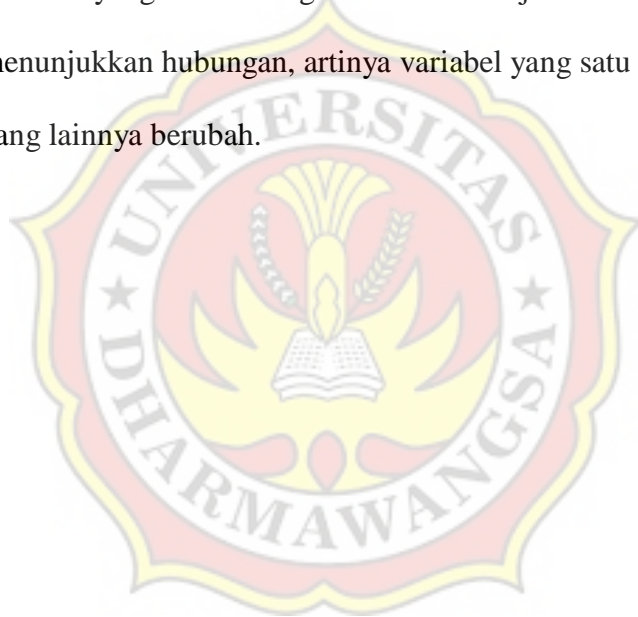 menunjukkan hubungan, artinya variabel yang satu
ang lainnya berubah.
UNIVERSITAS
DHARMAWANGSA